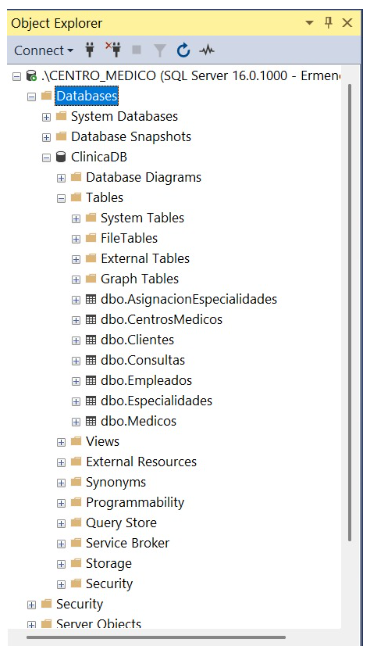 Object Explorer
Connect
.\CENTRO_MEDICO (SQL Server 16.0.1000 - Ermen
Databases
System Databases
Database Snapshots
ClinicaDB
Database Diagrams
Tables
System Tables
FileTables
External Tables
Graph Tables
dbo.AsignacionEspecialidades
dbo.CentrosMedicos
dbo.Clientes
dbo.Consultas
dbo.Empleados
dbo.Especialidades
dbo.Medicos
Views
External Resources
Synonyms
Programmability
Query Store
Service Broker
Storage
Security
Security
Server Objects